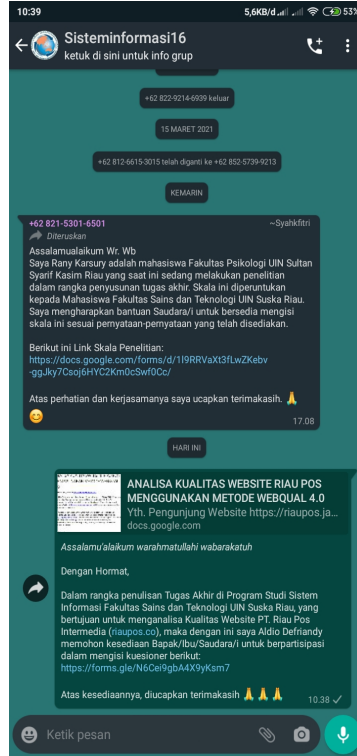 10:39
5,6KB/d
53%
Sisteminformasi16
ketuk di sini untuk info grup
+62 822-9214-6939 keluar
15 MARET 2021
+62 812-6615-3015 telah diganti ke +62 852-5739-9213
KEMARIN
+62 821-5301-6501
~Syahkfitri
Diteruskan
Assalamualaikum Wr. Wb
Saya Rany Karsury adalah mahasiswa Fakultas Psikologi UIN Sultan
Syarif Kasim Riau yang saat ini sedang melakukan penelitian
dalam rangka penyusunan tugas akhir. Skala ini diperuntukan
kepada Mahasiswa Fakultas Sains dan Teknologi UIN Suska Riau.
Saya mengharapkan bantuan Saudara/i untuk bersedia mengisi
skala ini sesuai pernyataan-pernyataan yang telah disediakan.
Berikut ini Link Skala Penelitian:
https://docs.google.com/forms/d/1l9RRVaXt3fLwZKebv
-ggJky7Csoj6HYC2Km0cSwf0Cc/
Atas perhatian dan kerjasamanya saya ucapkan terimakasih. 🙏
😊
17.08
HARI INI
ANALISA KUALITAS WEBSITE RIAU POS
MENGGUNAKAN METODE WEBQUAL 4.0
Yth. Pengunjung Website https://riaupos.ja...
docs.google.com
Assalamu'alaikum warahmatullahi wabarakatuh
Dengan Hormat,
Dalam rangka penulisan Tugas Akhir di Program Studi Sistem
Informasi Fakultas Sains dan Teknologi UIN Suska Riau, yang
bertujuan untuk menganalisa Kualitas Website PT. Riau Pos
Intermedia (riaupos.co), maka dengan ini saya Aldio Defriandy
memohon kesediaan Bapak/Ibu/Saudara/i untuk berpartisipasi
dalam mengisi kuesioner berikut:
https://forms.gle/N6Cei9gbA4X9yKsm7
Atas kesediaannya, diucapkan terimakasih 🙏 🙏 🙏
10.38
Ketik pesan